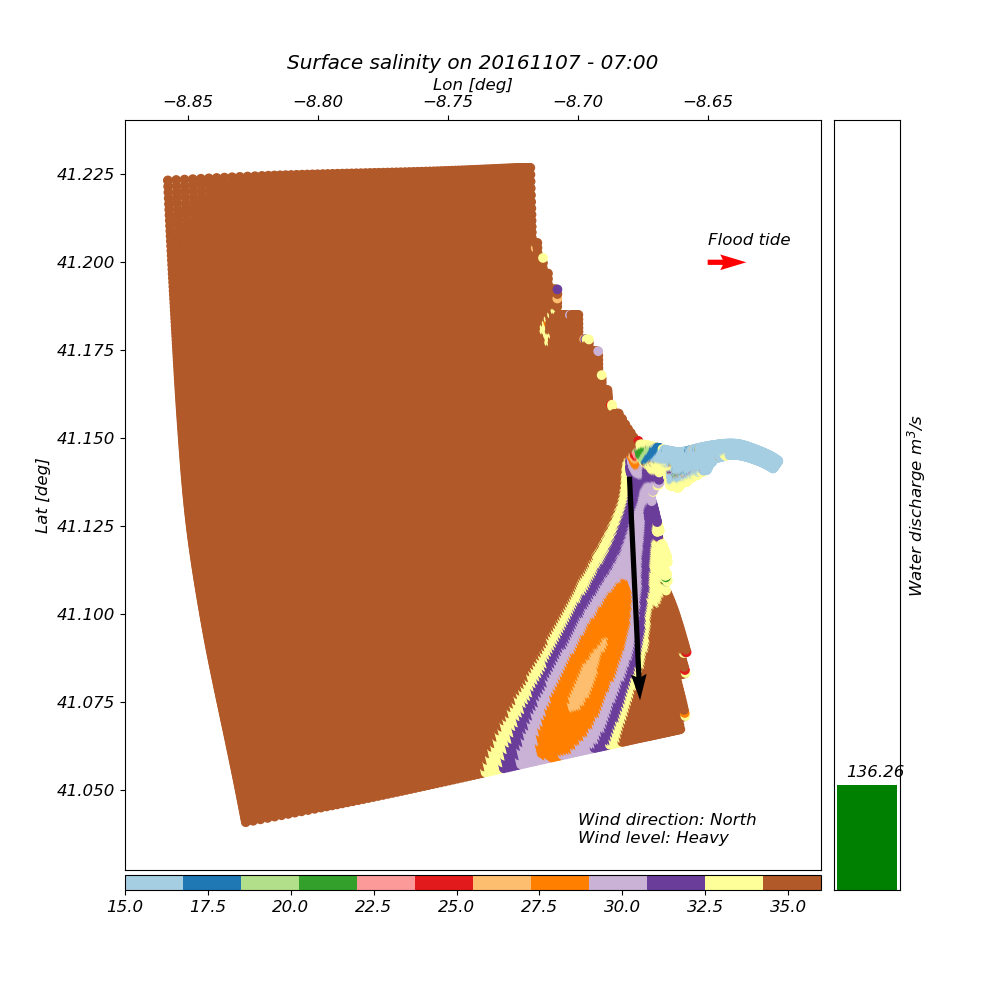 Surface salinity on 20161107 - 07:00
Lon [deg]
−8.85 −8.80 −8.75 −8.70 −8.65
41.225
41.200
41.175
41.150
41.125
41.100
41.075
41.050
Lat [deg]
Flood tide
Wind direction: North
Wind level: Heavy
136.26
Water discharge m³/s
15.0 17.5 20.0 22.5 25.0 27.5 30.0 32.5 35.0